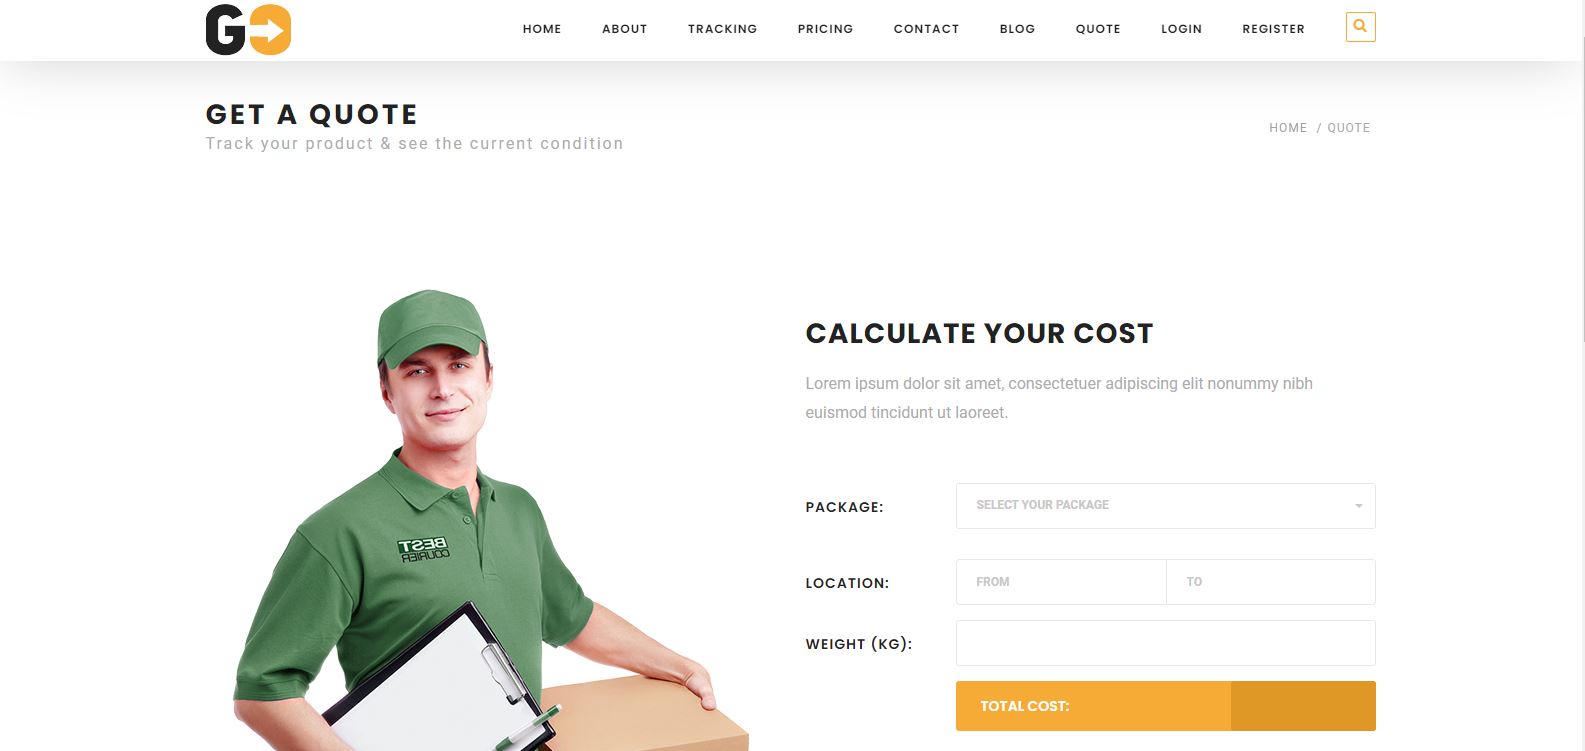 GO
HOME ABOUT TRACKING PRICING CONTACT BLOG QUOTE LOGIN REGISTER
GET A QUOTE
Track your product & see the current condition
HOME / QUOTE
CALCULATE YOUR COST
Lorem ipsum dolor sit amet, consectetuer adipiscing elit nonummy nibh
euismod tincidunt ut laoreet.
PACKAGE: SELECT YOUR PACKAGE
LOCATION: FROM TO
WEIGHT (KG):
TOTAL COST:
BEST
COURIER